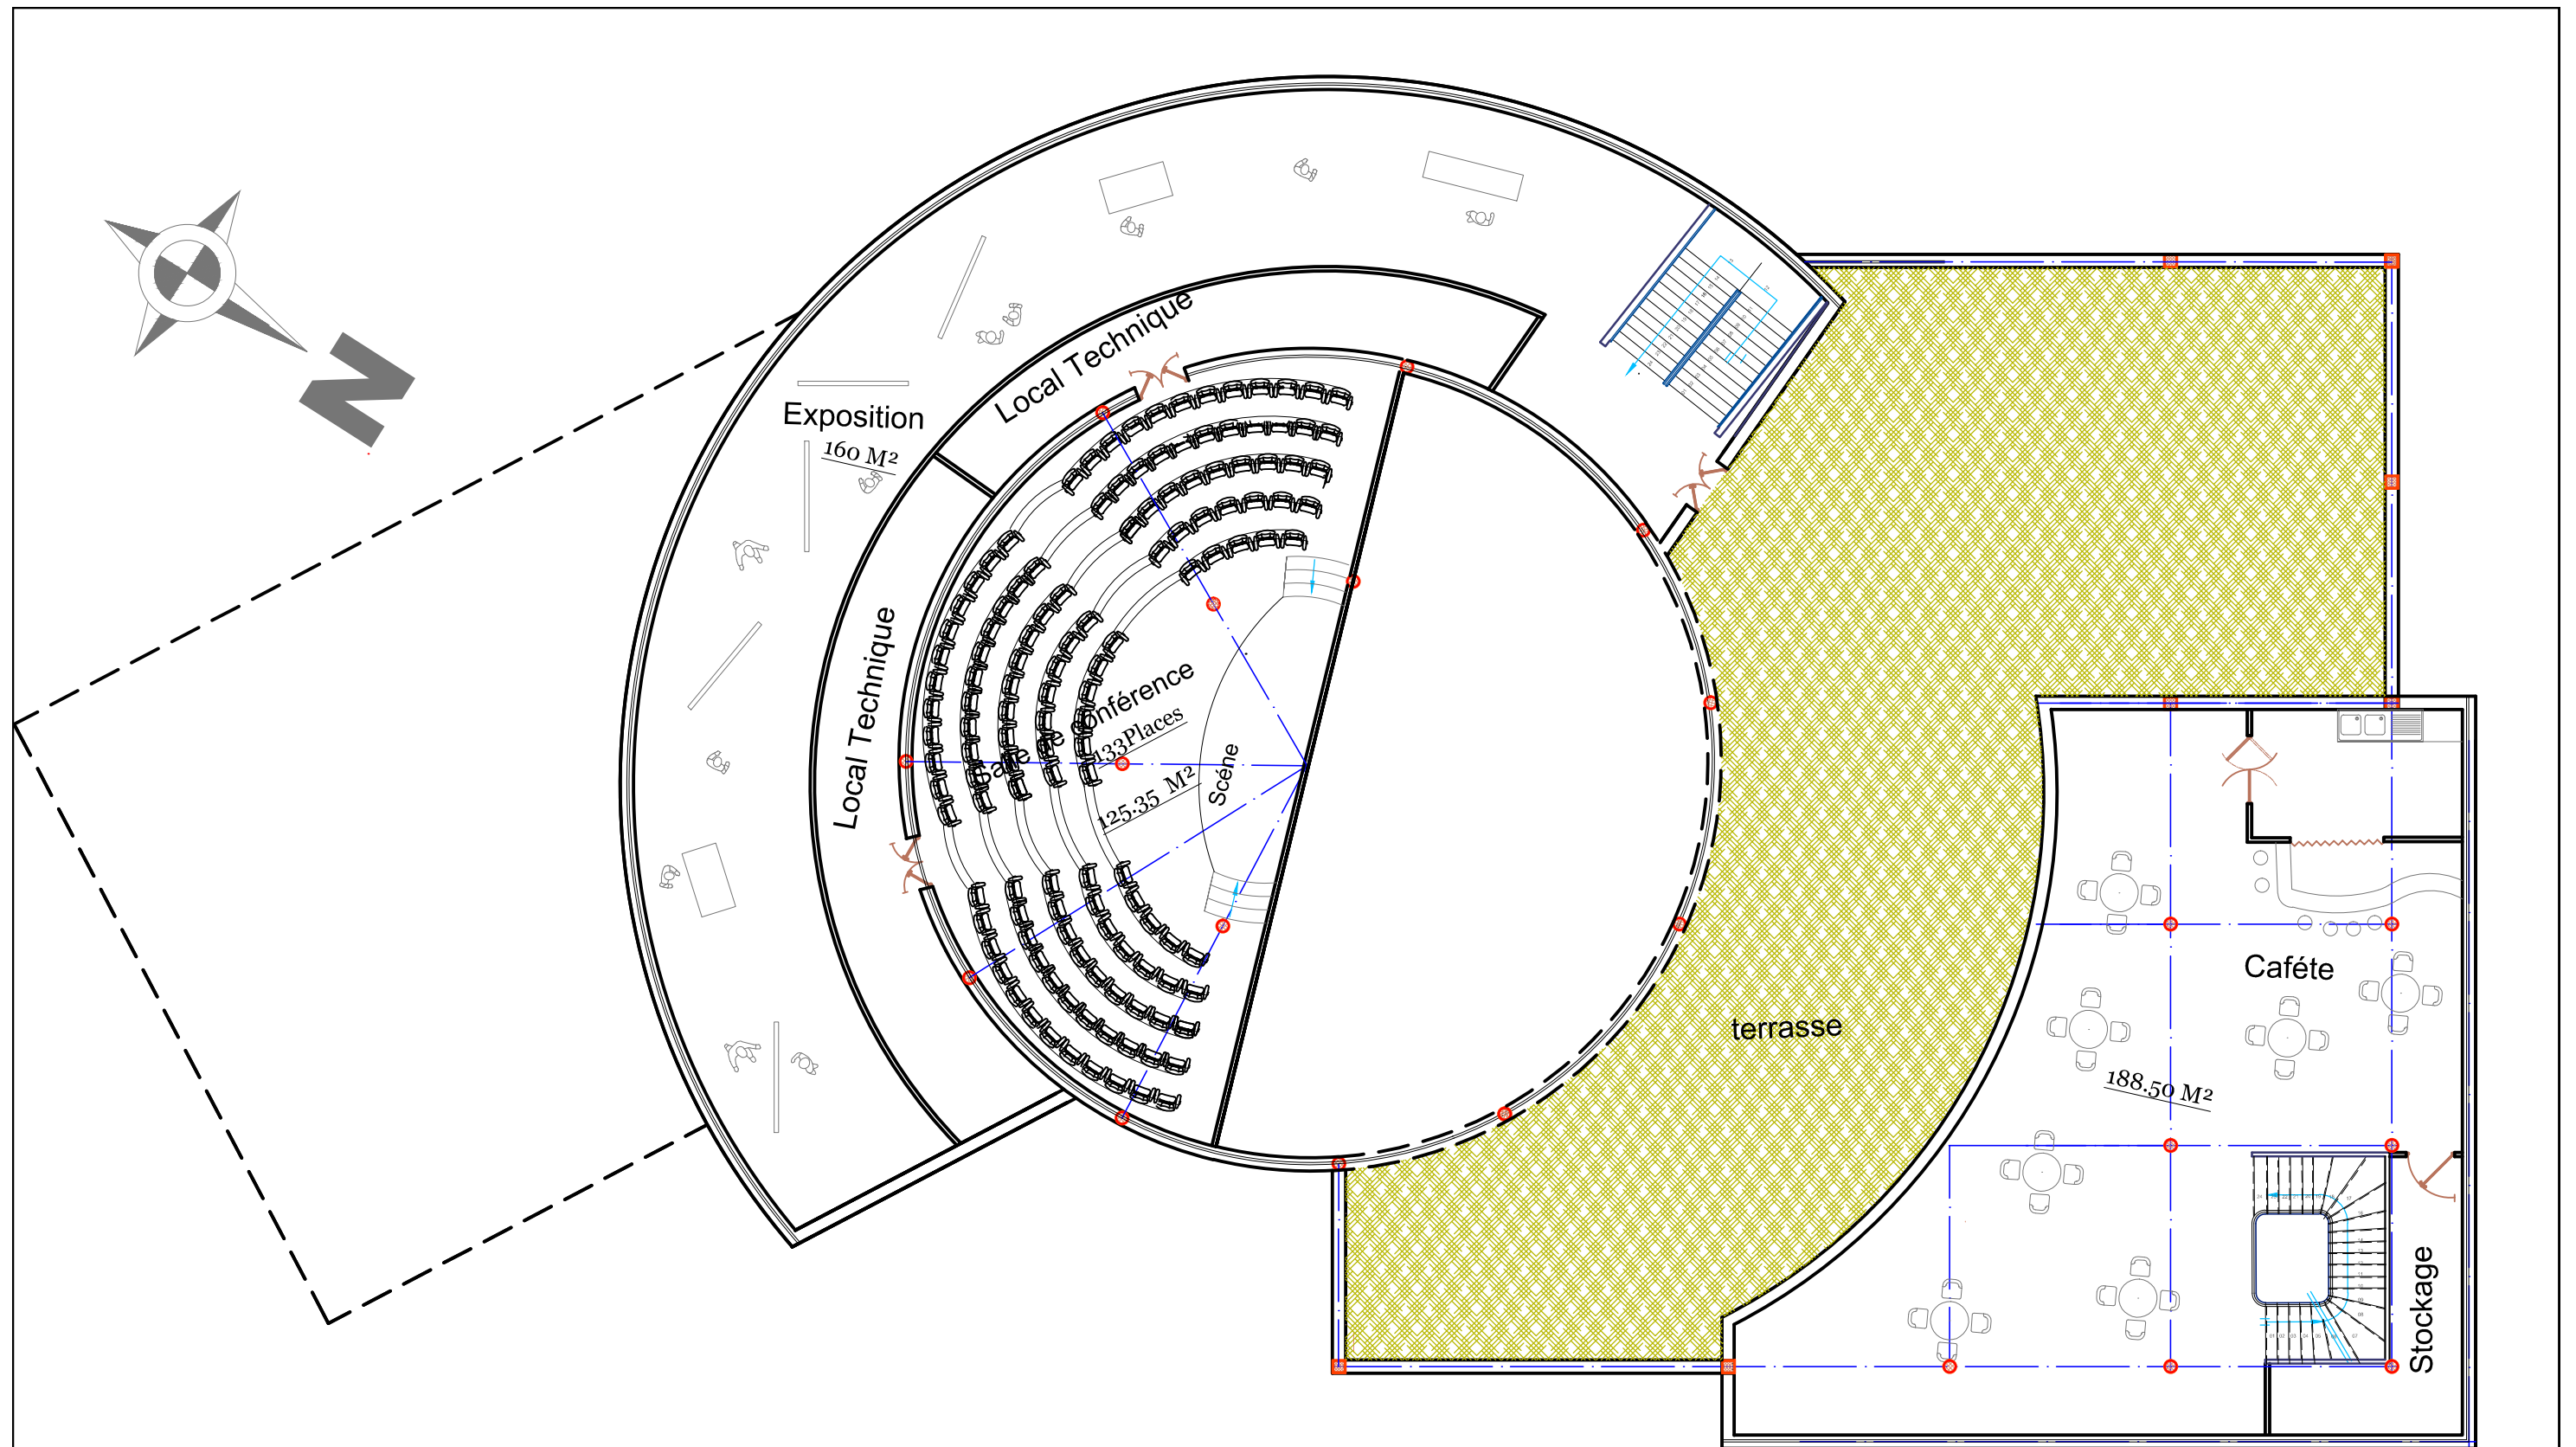 N
Exposition
160 M²
Local Technique
Local Technique
Salle de conférence
133Places
125.35 M²
Scéne
terrasse
Caféte
188.50 M²
Stockage